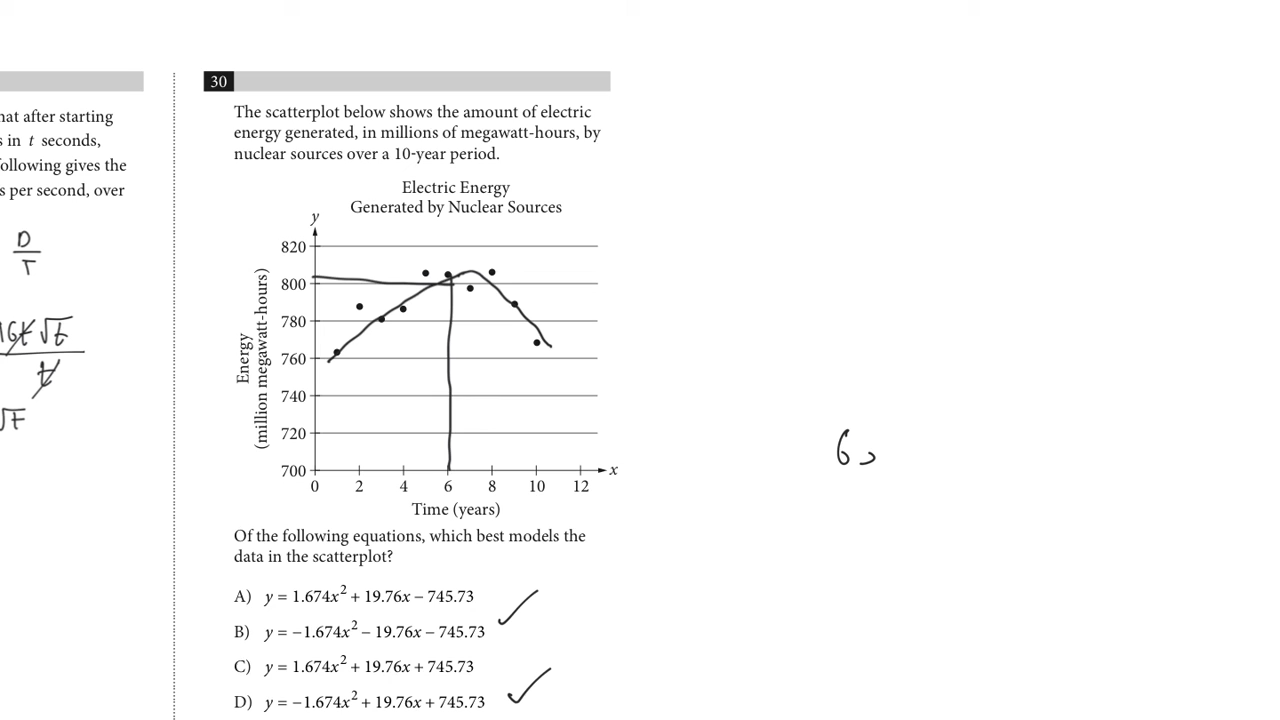 hat after starting
s in t seconds,
ollowing gives the
s per second, over
D
T
16t √t
t
√t
30
The scatterplot below shows the amount of electric
energy generated, in millions of megawatt-hours, by
nuclear sources over a 10-year period.
Electric Energy
Generated by Nuclear Sources
y
820
800
780
760
740
720
700
Energy
(million megawatt-hours)
0 2 4 6 8 10 12 x
Time (years)
Of the following equations, which best models the
data in the scatterplot?
A) y = 1.674x² + 19.76x − 745.73
B) y = −1.674x² − 19.76x − 745.73
C) y = 1.674x² + 19.76x + 745.73
D) y = −1.674x² + 19.76x + 745.73
6